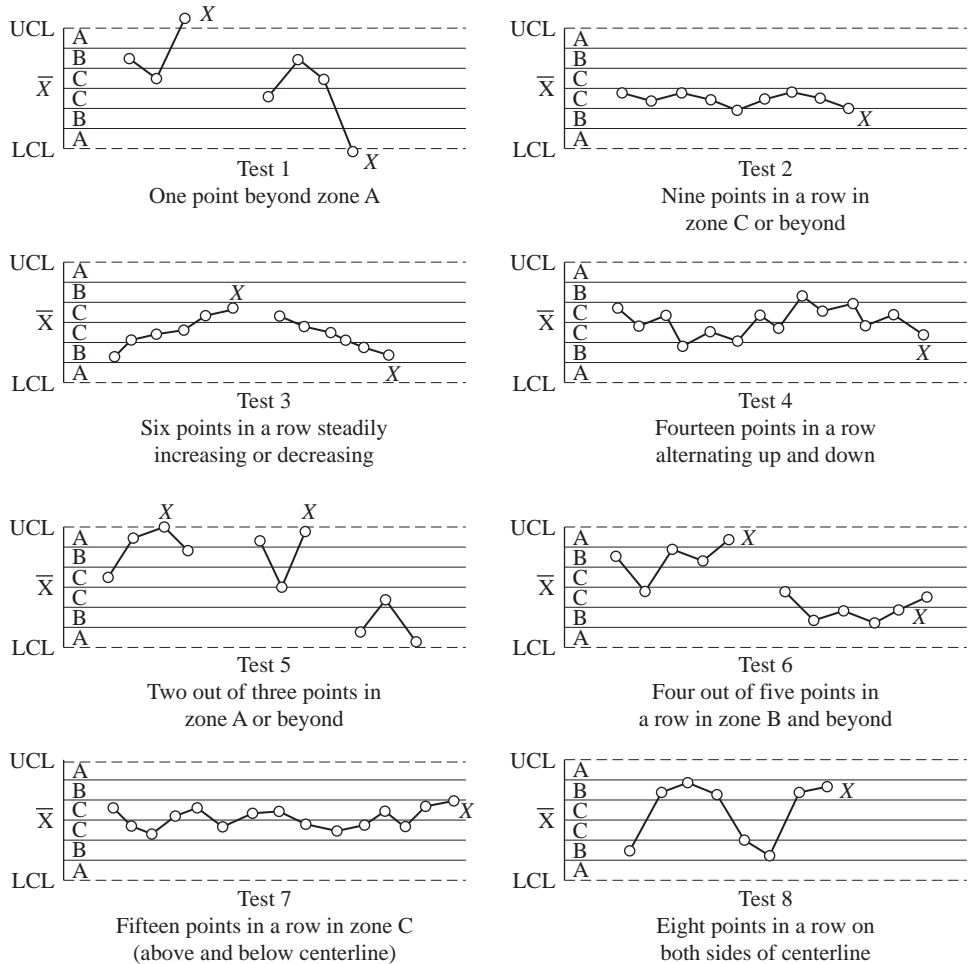 UCL
A
B
C
X̅
C
B
A
LCL
X
X
Test 1
One point beyond zone A
UCL
A
B
C
X̅
C
B
A
LCL
X
Test 2
Nine points in a row in
zone C or beyond
UCL
A
B
C
X̅
C
B
A
LCL
X
X
Test 3
Six points in a row steadily
increasing or decreasing
UCL
A
B
C
X̅
C
B
A
LCL
X
Test 4
Fourteen points in a row
alternating up and down
UCL
A
B
C
X̅
C
B
A
LCL
X
X
Test 5
Two out of three points in
zone A or beyond
UCL
A
B
C
X̅
C
B
A
LCL
X
X
Test 6
Four out of five points in
a row in zone B and beyond
UCL
A
B
C
X̅
C
B
A
LCL
X
Test 7
Fifteen points in a row in zone C
(above and below centerline)
UCL
A
B
C
X̅
C
B
A
LCL
X
Test 8
Eight points in a row on
both sides of centerline